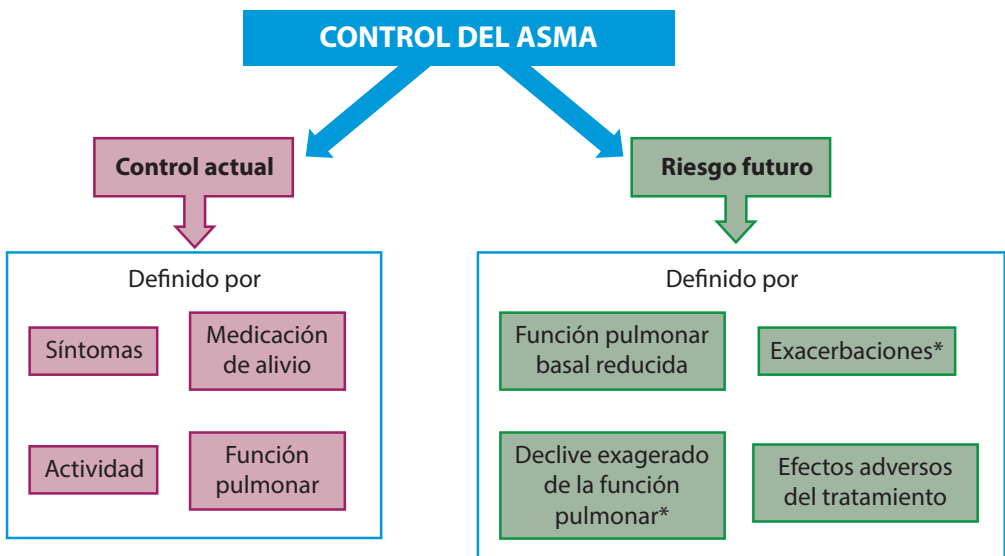 CONTROL DEL ASMA
Control actual
Riesgo futuro
Definido por
Síntomas
Medicación
de alivio
Actividad
Función
pulmonar
Definido por
Función pulmonar
basal reducida
Exacerbaciones*
Declive exagerado
de la función
pulmonar*
Efectos adversos
del tratamiento